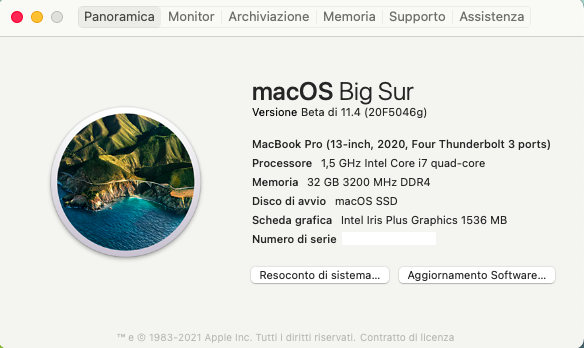 Panoramica Monitor Archiviazione Memoria Supporto Assistenza
macOS Big Sur
Versione Beta di 11.4 (20F5046g)
MacBook Pro (13-inch, 2020, Four Thunderbolt 3 ports)
Processore 1,5 GHz Intel Core i7 quad-core
Memoria 32 GB 3200 MHz DDR4
Disco di avvio macOS SSD
Scheda grafica Intel Iris Plus Graphics 1536 MB
Numero di serie
Resoconto di sistema... Aggiornamento Software...
™ e © 1983-2021 Apple Inc. Tutti i diritti riservati. Contratto di licenza